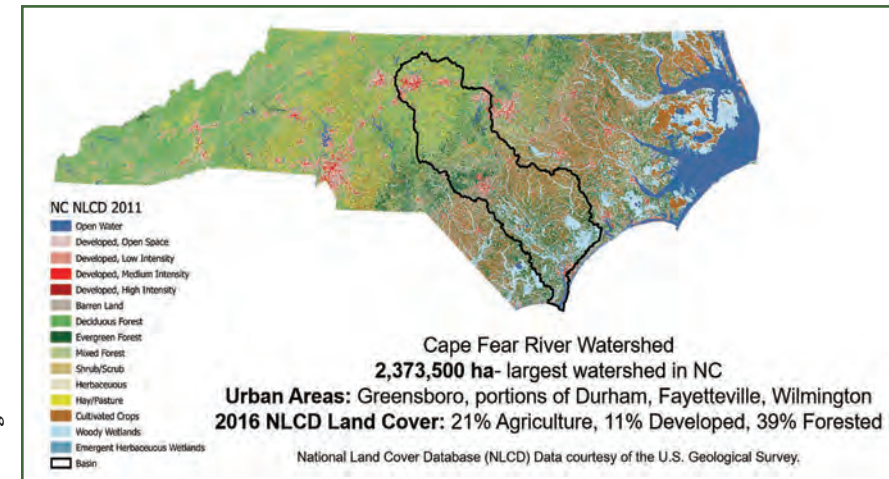 NC NLCD 2011
Open Water
Developed, Open Space
Developed, Low Intensity
Developed, Medium Intensity
Developed, High Intensity
Barren Land
Deciduous Forest
Evergreen Forest
Mixed Forest
Shrub/Scrub
Herbaceous
Hay/Pasture
Cultivated Crops
Woody Wetlands
Emergent Herbaceuous Wetlands
Basin
Cape Fear River Watershed
2,373,500 ha- largest watershed in NC
Urban Areas: Greensboro, portions of Durham, Fayetteville, Wilmington
2016 NLCD Land Cover: 21% Agriculture, 11% Developed, 39% Forested
National Land Cover Database (NLCD) Data courtesy of the U.S. Geological Survey.